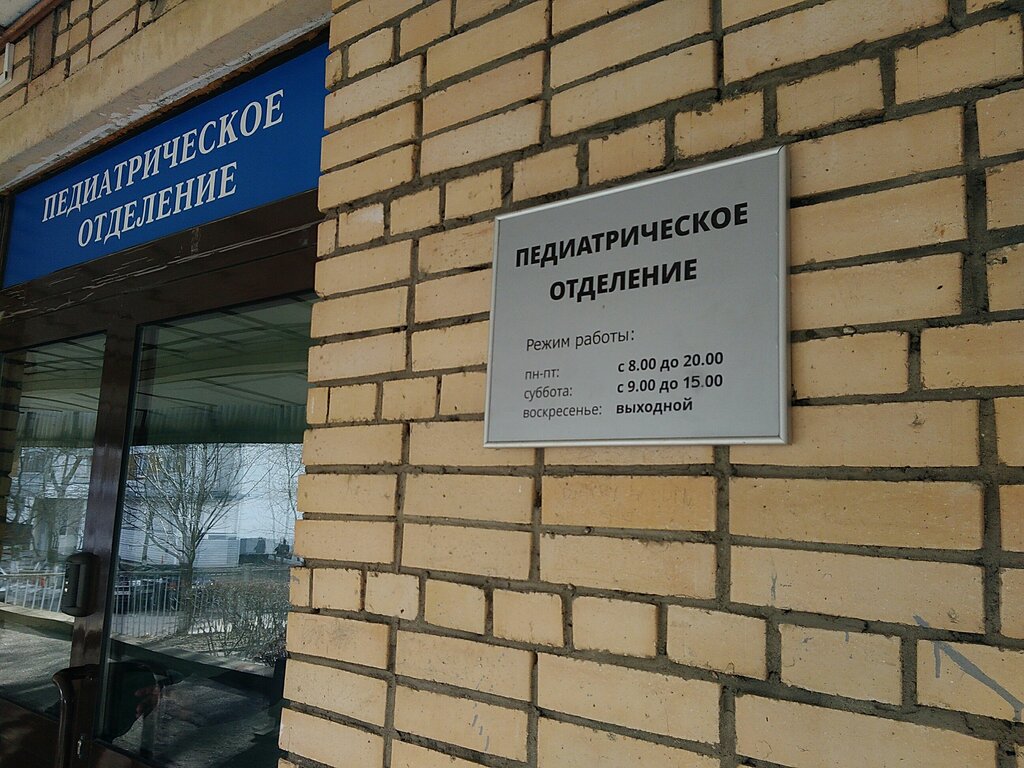 ПЕДИАТРИЧЕСКОЕ
ОТДЕЛЕНИЕ
ПЕДИАТРИЧЕСКОЕ
ОТДЕЛЕНИЕ
Режим работы:
пн-пт: с 8.00 до 20.00
суббота: с 9.00 до 15.00
воскресенье: выходной